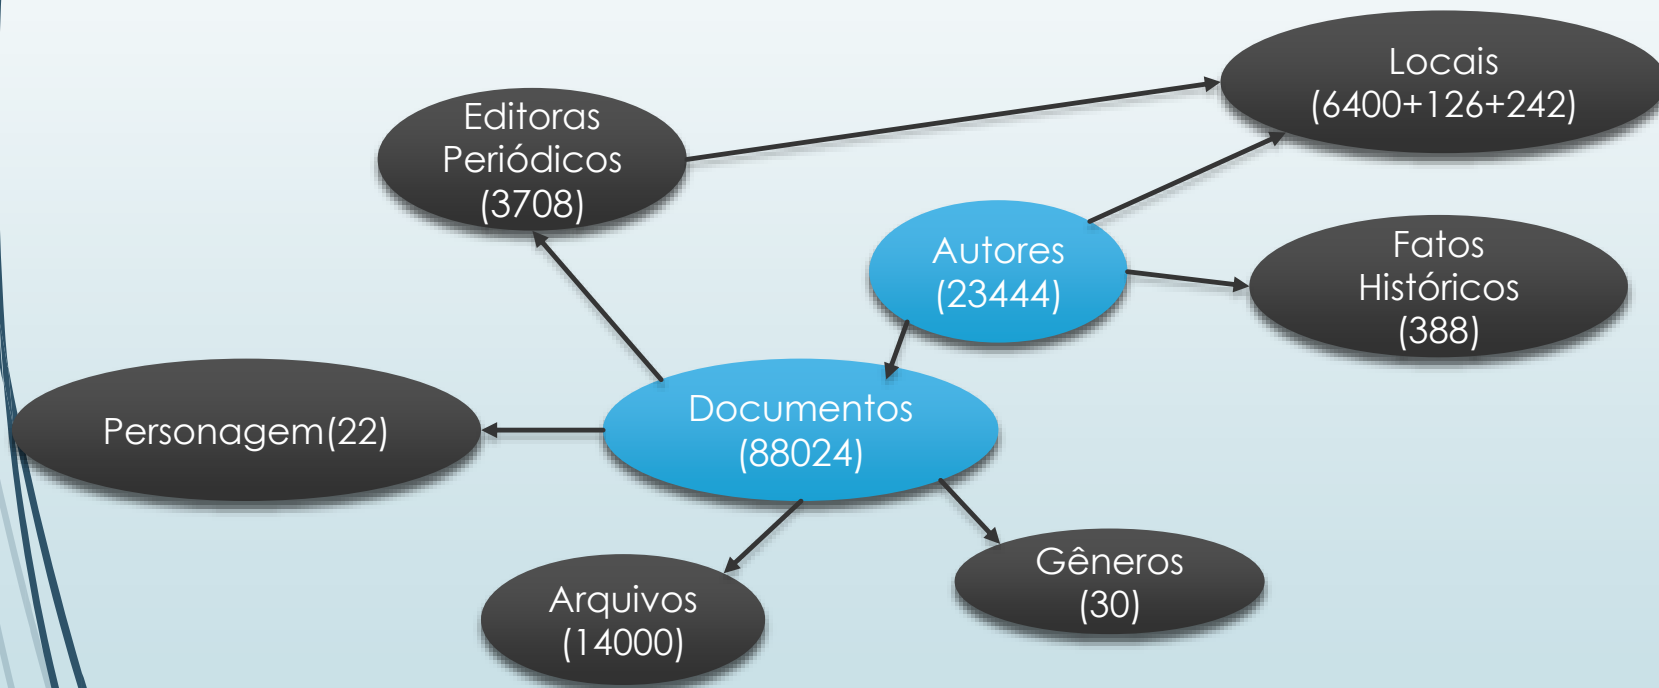 Locais
(6400+126+242)
Editoras
Periódicos
(3708)
Autores
(23444)
Fatos
Históricos
(388)
Documentos
(88024)
Personagem(22)
Gêneros
(30)
Arquivos
(14000)